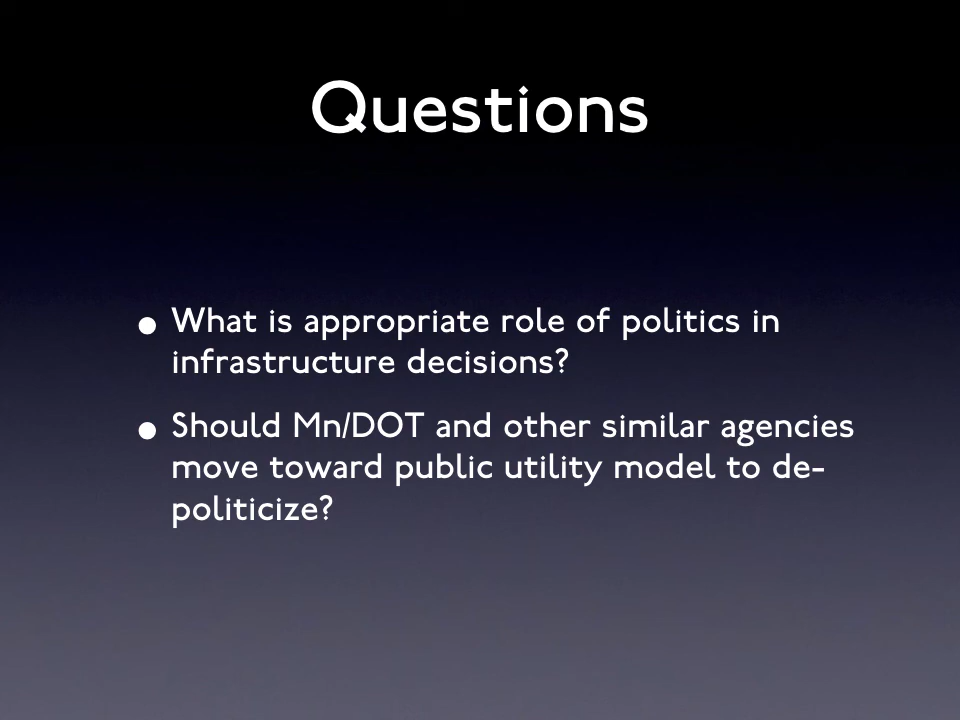 Questions
• What is appropriate role of politics in
infrastructure decisions?
• Should Mn/DOT and other similar agencies
move toward public utility model to de-
politicize?